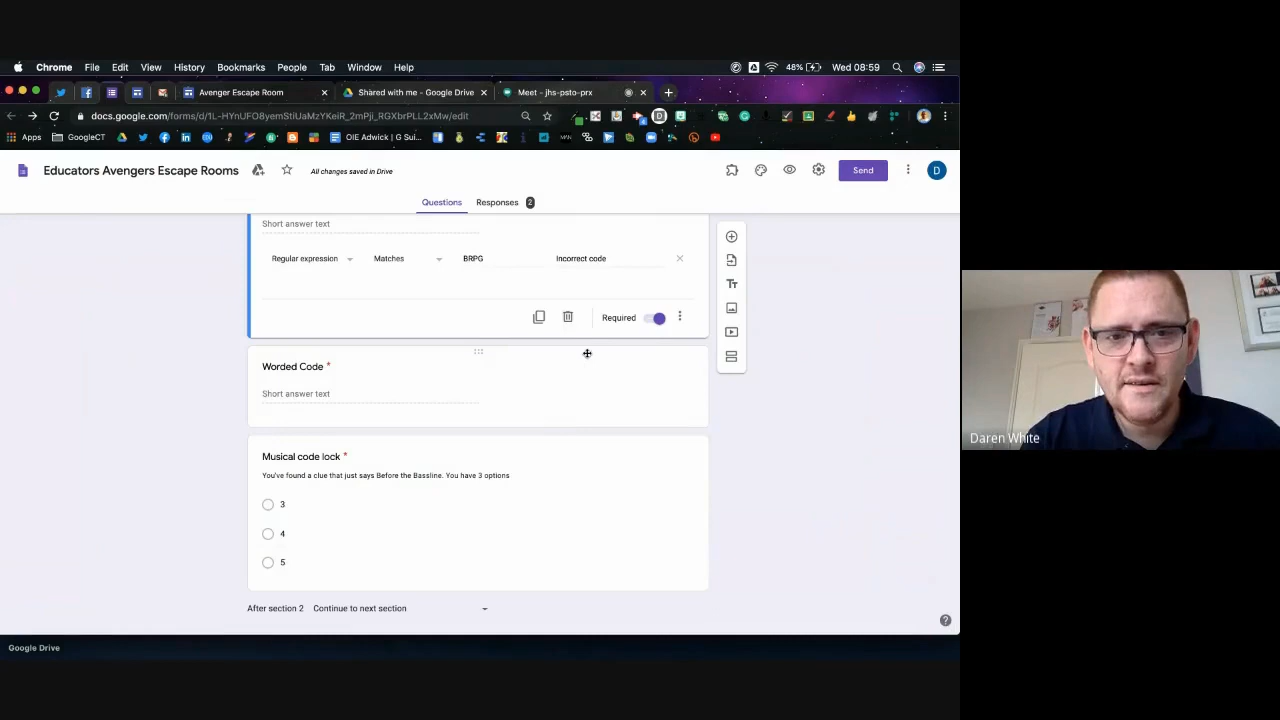 Chrome File Edit View History Bookmarks People Tab Window Help 48% Wed 08:59
Avenger Escape Room Shared with me - Google Drive Meet - jhs-psto-prx
docs.google.com/forms/d/1L-HYnUFO8yemStiUaMzYKeiR_2mPji_RGXbrPLL2xMw/edit
Apps GoogleCT OIE Adwick | G Sui...
Educators Avengers Escape Rooms All changes saved in Drive Send D
Questions Responses 2
Short answer text
Regular expression Matches BRPG Incorrect code
Required
Worded Code *
Short answer text
Musical code lock *
You've found a clue that just says Before the Bassline. You have 3 options
3
4
5
After section 2 Continue to next section
Google Drive
Daren White